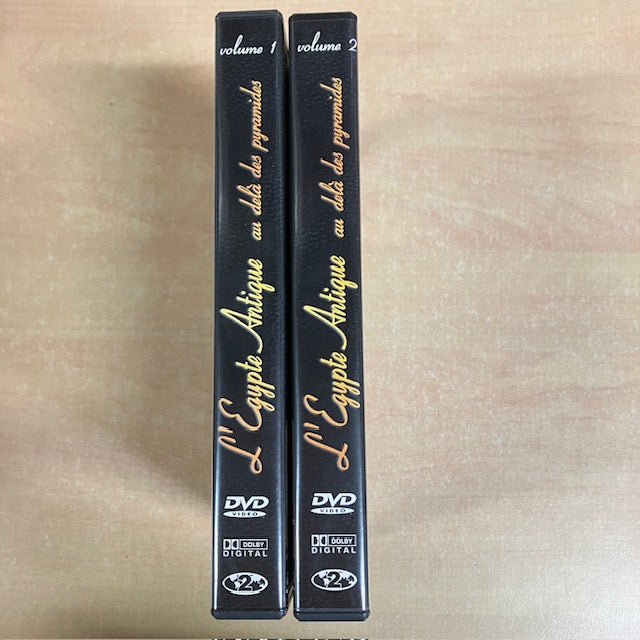 volume 1
L'Egypte Antique au delà des pyramides
DVD
VIDEO
DOLBY
DIGITAL
2
volume 2
L'Egypte Antique au delà des pyramides
DVD
VIDEO
DOLBY
DIGITAL
2